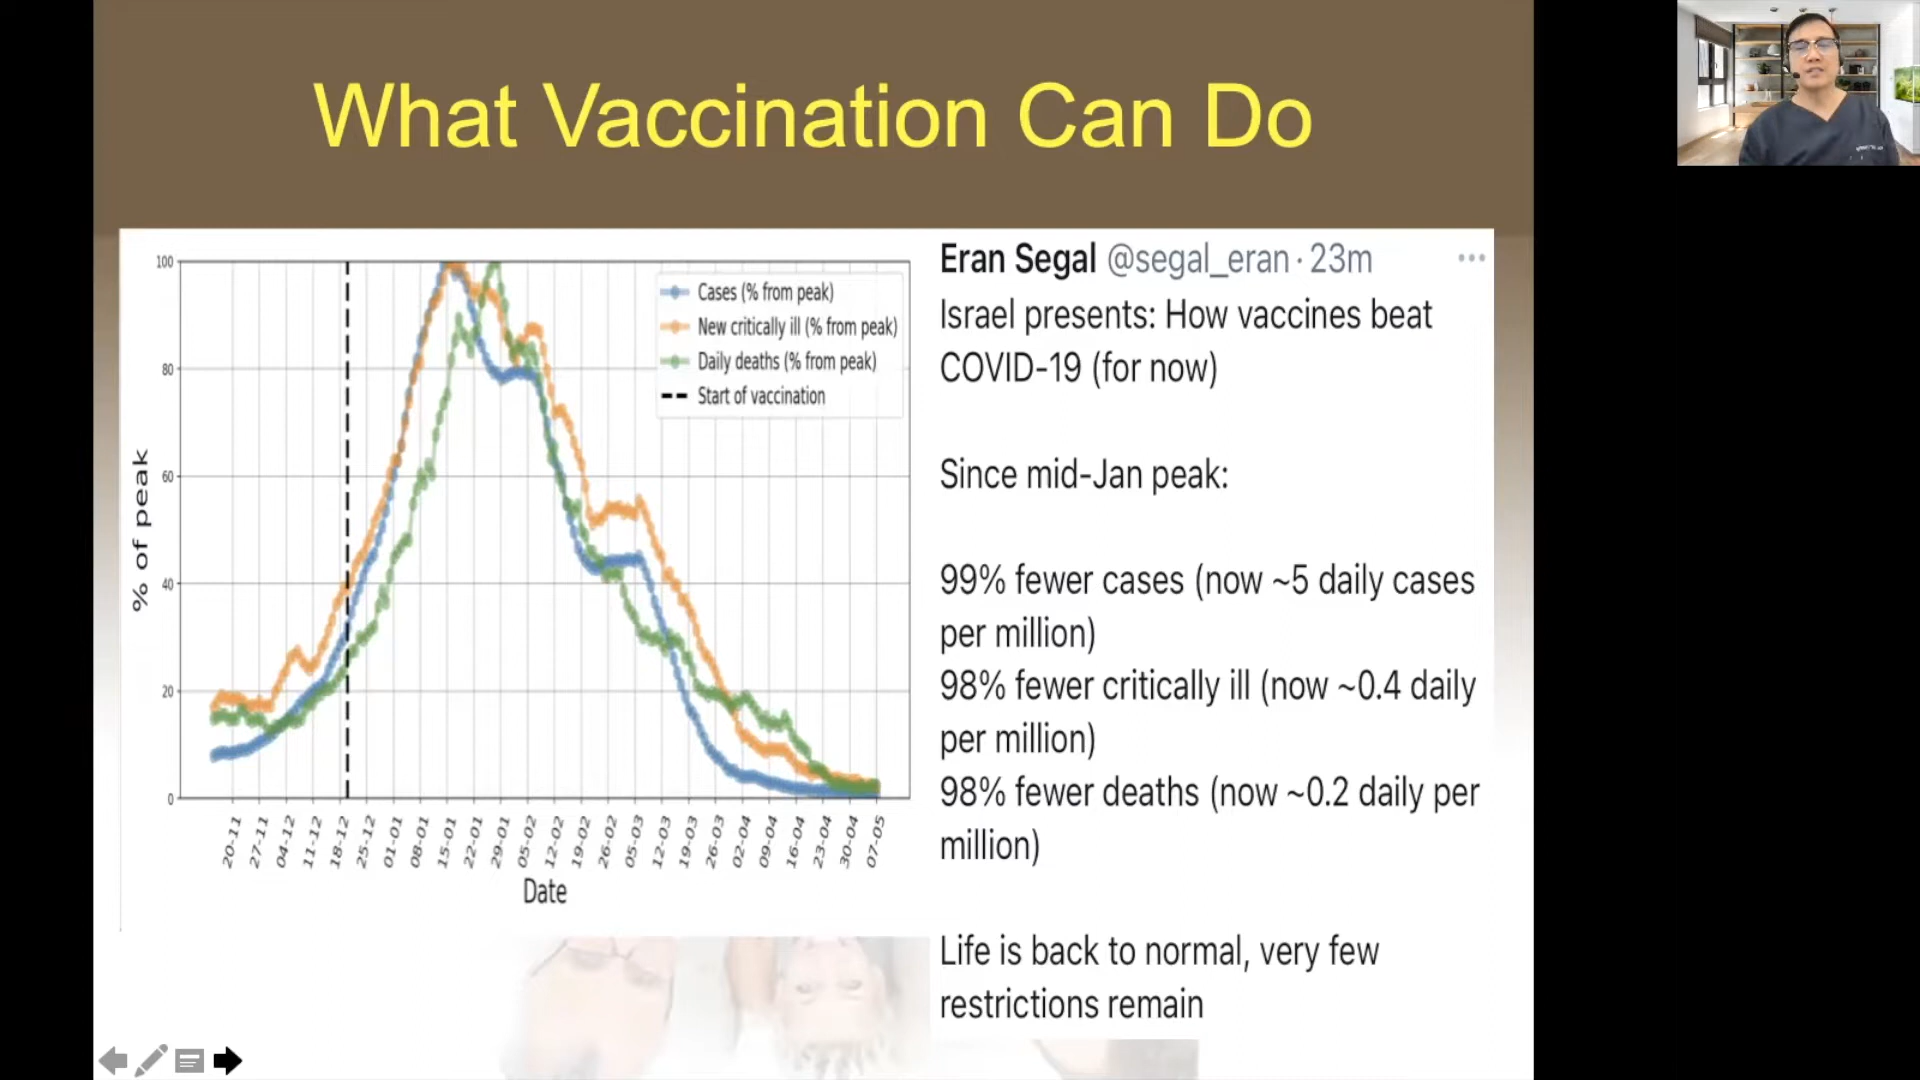 What Vaccination Can Do
100
80
60
40
20
0
% of peak
Cases (% from peak)
New critically ill (% from peak)
Daily deaths (% from peak)
Start of vaccination
20-11
27-11
04-12
11-12
18-12
25-12
01-01
08-01
15-01
22-01
29-01
05-02
12-02
19-02
26-02
05-03
12-03
19-03
26-03
02-04
09-04
16-04
23-04
30-04
07-05
Date
Eran Segal @segal_eran · 23m
Israel presents: How vaccines beat
COVID-19 (for now)
Since mid-Jan peak:
99% fewer cases (now ~5 daily cases
per million)
98% fewer critically ill (now ~0.4 daily
per million)
98% fewer deaths (now ~0.2 daily per
million)
Life is back to normal, very few
restrictions remain